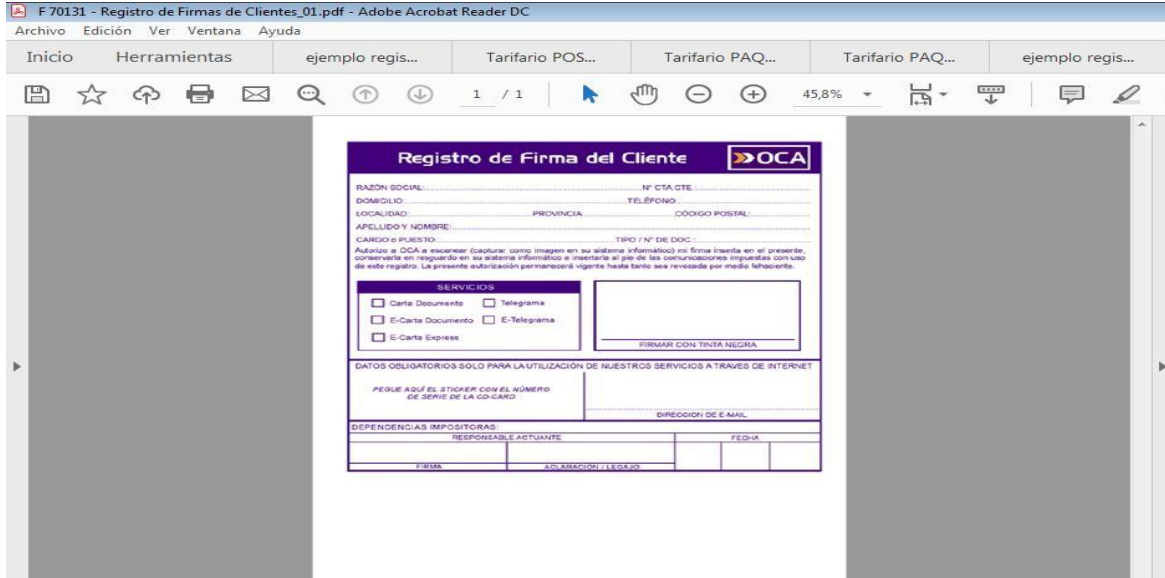 F 70131 - Registro de Firmas de Clientes_01.pdf - Adobe Acrobat Reader DC
Archivo Edición Ver Ventana Ayuda
Inicio Herramientas ejemplo regis... Tarifario POS... Tarifario PAQ... Tarifario PAQ... ejemplo regis...
1 / 1 45,8%
Registro de Firma del Cliente OCA
RAZÓN SOCIAL: N° CTA.CTE.:
DOMICILIO: TELÉFONO:
LOCALIDAD: PROVINCIA: CÓDIGO POSTAL:
APELLIDO Y NOMBRE:
CARGO o PUESTO: TIPO / N° DE DOC.:
Autorizo a OCA a escanear (capturar como imagen en su sistema informático) mi firma inserta en el presente,
conservarla en resguardo en su sistema informático e insertarla al pie de las comunicaciones impuestas con uso
de este registro. La presente autorización permanecerá vigente hasta tanto sea revocada por medio fehaciente.
SERVICIOS
Carta Documento Telegrama
E-Carta Documento E-Telegrama
E-Carta Express
FIRMAR CON TINTA NEGRA
DATOS OBLIGATORIOS SOLO PARA LA UTILIZACIÓN DE NUESTROS SERVICIOS A TRAVES DE INTERNET
PEGUE AQUÍ EL STICKER CON EL NÚMERO
DE SERIE DE LA CD-CARD
DIRECCION DE E-MAIL
DEPENDENCIAS IMPOSITORAS:
RESPONSABLE ACTUANTE FECHA
FIRMA ACLARACIÓN / LEGAJO